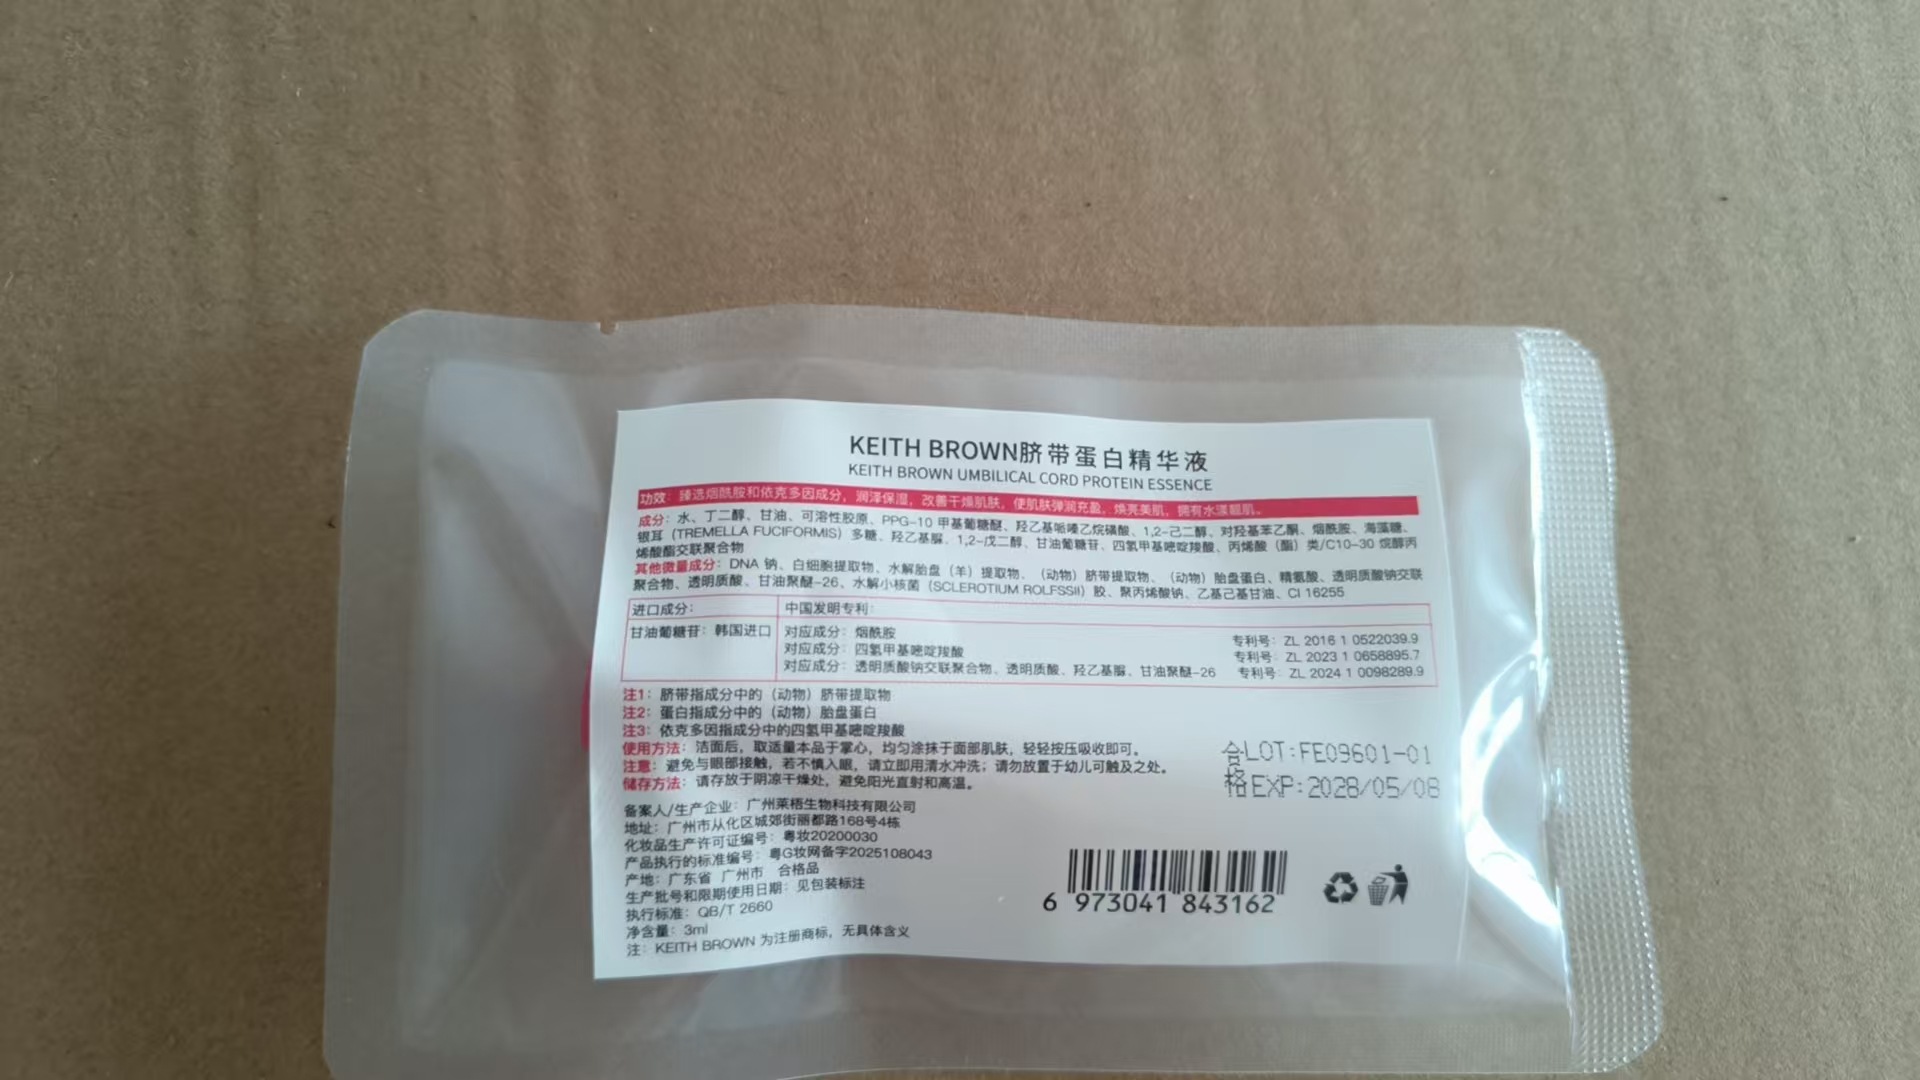 KEITH BROWN脐带蛋白精华液
KEITH BROWN UMBILICAL CORD PROTEIN ESSENCE
功效：臻选烟酰胺和依克多因成分，润泽保湿，改善干燥肌肤，使肌肤弹润充盈，焕亮美肌，拥有水漾靓肌。
成分：水、丁二醇、甘油、可溶性胶原、PPG-10 甲基葡糖醚、羟乙基哌嗪乙烷磺酸、1,2-己二醇、对羟基苯乙酮、烟酰胺、海藻糖、
银耳（TREMELLA FUCIFORMIS）多糖、羟乙基脲、1,2-戊二醇、甘油葡糖苷、四氢甲基嘧啶羧酸、丙烯酸（酯）类/C10-30 烷醇丙
烯酸酯交联聚合物
其他微量成分：DNA 钠、白细胞提取物、水解胎盘（羊）提取物、（动物）脐带提取物、（动物）胎盘蛋白、精氨酸、透明质酸钠交联
聚合物、透明质酸、甘油聚醚-26、水解小核菌（SCLEROTIUM ROLFSSII）胶、聚丙烯酸钠、乙基己基甘油、CI 16255
进口成分： 中国发明专利：
甘油葡糖苷：韩国进口 对应成分：烟酰胺 专利号：ZL 2016 1 0522039.9
对应成分：四氢甲基嘧啶羧酸 专利号：ZL 2023 1 0658895.7
对应成分：透明质酸钠交联聚合物、透明质酸、羟乙基脲、甘油聚醚-26 专利号：ZL 2024 1 0098289.9
注1：脐带指成分中的（动物）脐带提取物
注2：蛋白指成分中的（动物）胎盘蛋白
注3：依克多因指成分中的四氢甲基嘧啶羧酸
使用方法：洁面后，取适量本品于掌心，均匀涂抹于面部肌肤，轻轻按压吸收即可。
注意：避免与眼部接触，若不慎入眼，请立即用清水冲洗；请勿放置于幼儿可触及之处。
储存方法：请存放于阴凉干燥处，避免阳光直射和高温。
合LOT:FE09601-01
格EXP:2028/05/08
备案人/生产企业：广州莱梧生物科技有限公司
地址：广州市从化区城郊街丽都路168号4栋
化妆品生产许可证编号：粤妆20200030
产品执行的标准编号：粤G妆网备字2025108043
产地：广东省 广州市 合格品
生产批号和限期使用日期：见包装标注
执行标准：QB/T 2660
净含量：3ml
注：KEITH BROWN 为注册商标，无具体含义
6 973041 843162